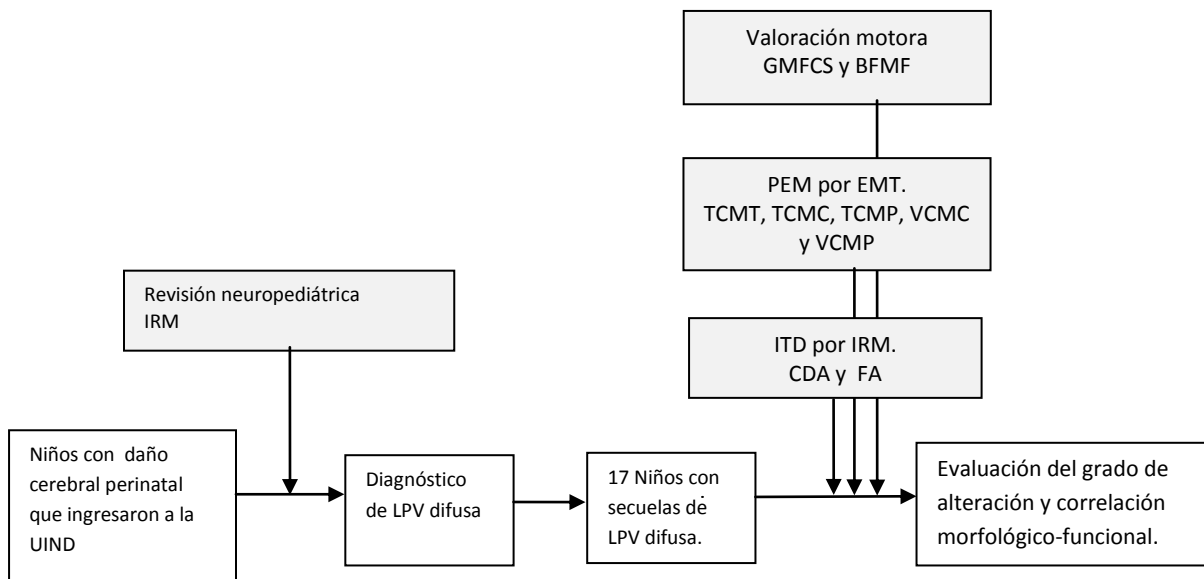 Valoración motora
GMFCS y BFMF
PEM por EMT.
TCMT, TCMC, TCMP, VCMC
y VCMP
Revisión neuropediátrica
IRM
ITD por IRM.
CDA y FA
Niños con daño
cerebral perinatal
que ingresaron a la
UIND
Diagnóstico
de LPV difusa
17 Niños con
secuelas de
LPV difusa.
Evaluación del grado de
alteración y correlación
morfológico-funcional.